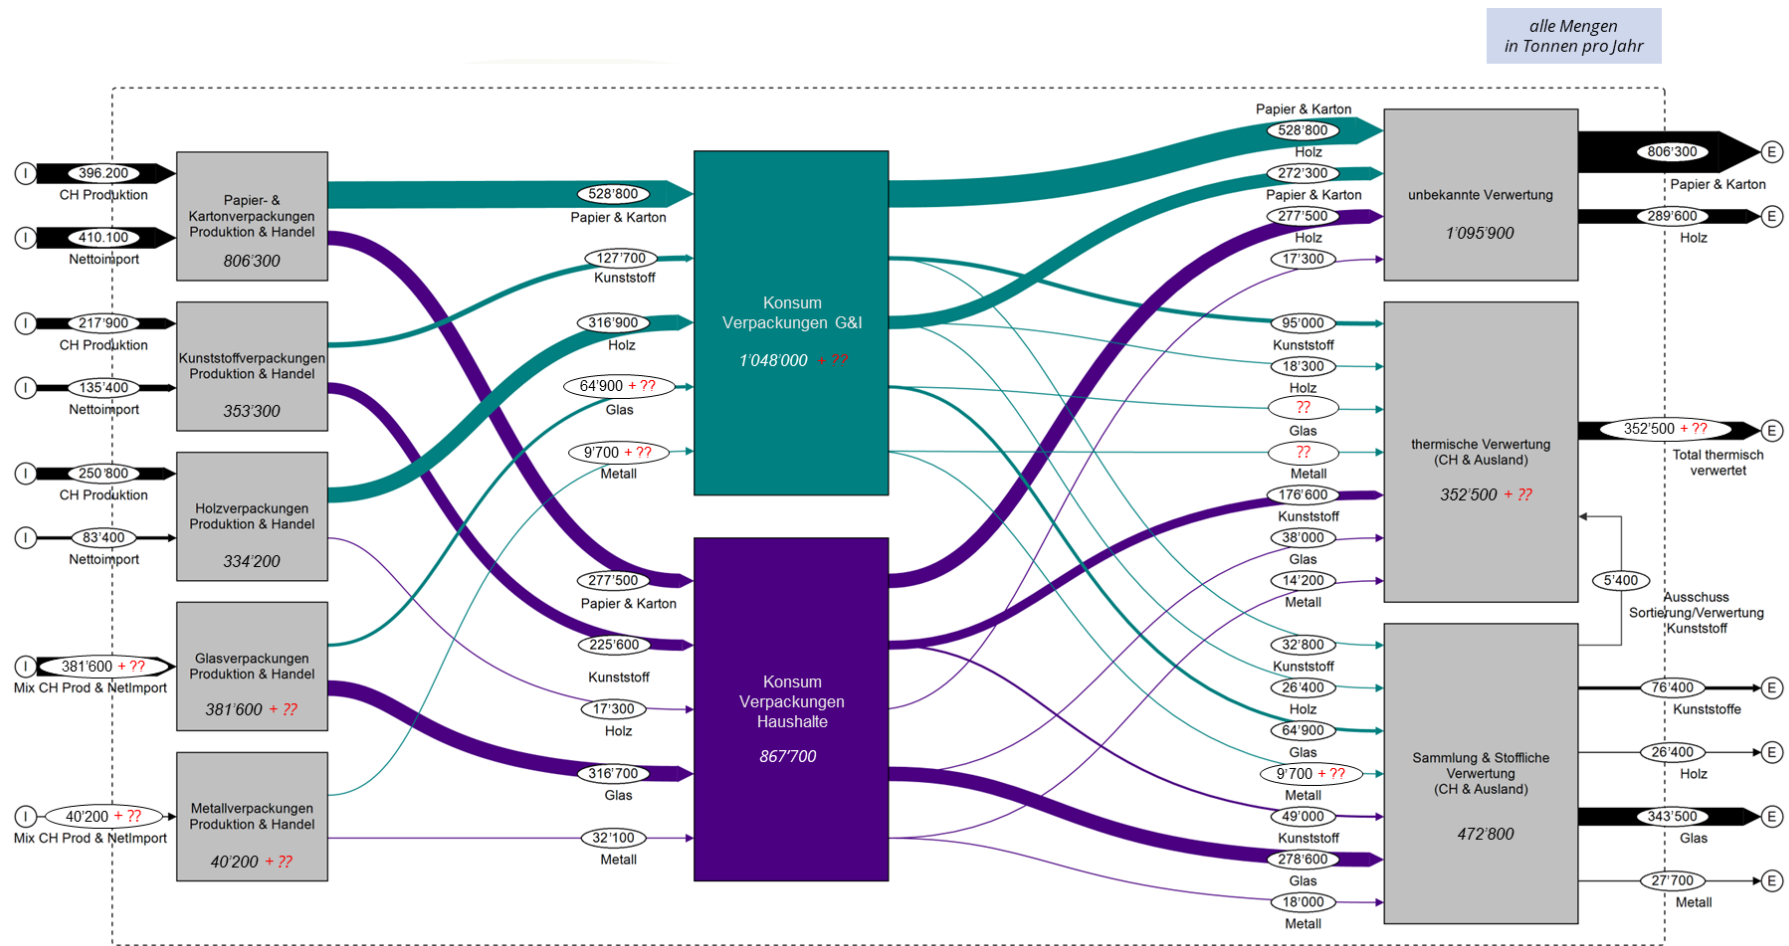 alle Mengen
in Tonnen pro Jahr
I
396.200
CH Produktion
I
410.100
Nettoimport
Papier- &
Kartonverpackungen
Produktion & Handel
806'300
I
217'900
CH Produktion
I
135'400
Nettoimport
Kunststoffverpackungen
Produktion & Handel
353'300
I
250'800
CH Produktion
I
83'400
Nettoimport
Holzverpackungen
Produktion & Handel
334'200
I
381'600 + ??
Mix CH Prod & NetImport
Glasverpackungen
Produktion & Handel
381'600 + ??
I
40'200 + ??
Mix CH Prod & NetImport
Metallverpackungen
Produktion & Handel
40'200 + ??
528'800
Papier & Karton
127'700
Kunststoff
316'900
Holz
64'900 + ??
Glas
9'700 + ??
Metall
277'500
Papier & Karton
225'600
Kunststoff
17'300
Holz
316'700
Glas
32'100
Metall
Konsum
Verpackungen G&I
1'048'000 + ??
Konsum
Verpackungen
Haushalte
867'700
Papier & Karton
528'800
Holz
272'300
Papier & Karton
277'500
Holz
17'300
95'000
Kunststoff
18'300
Holz
??
Glas
??
Metall
176'600
Kunststoff
38'000
Glas
14'200
Metall
32'800
Kunststoff
26'400
Holz
64'900
Glas
9'700 + ??
Metall
49'000
Kunststoff
278'600
Glas
18'000
Metall
unbekannte Verwertung
1'095'900
thermische Verwertung
(CH & Ausland)
352'500 + ??
Sammlung & Stoffliche
Verwertung
(CH & Ausland)
472'800
806'300
E
Papier & Karton
289'600
E
Holz
352'500 + ??
E
Total thermisch
verwertet
5'400
Ausschuss
Sortierung/Verwertung
Kunststoff
76'400
E
Kunststoffe
26'400
E
Holz
343'500
E
Glas
27'700
E
Metall